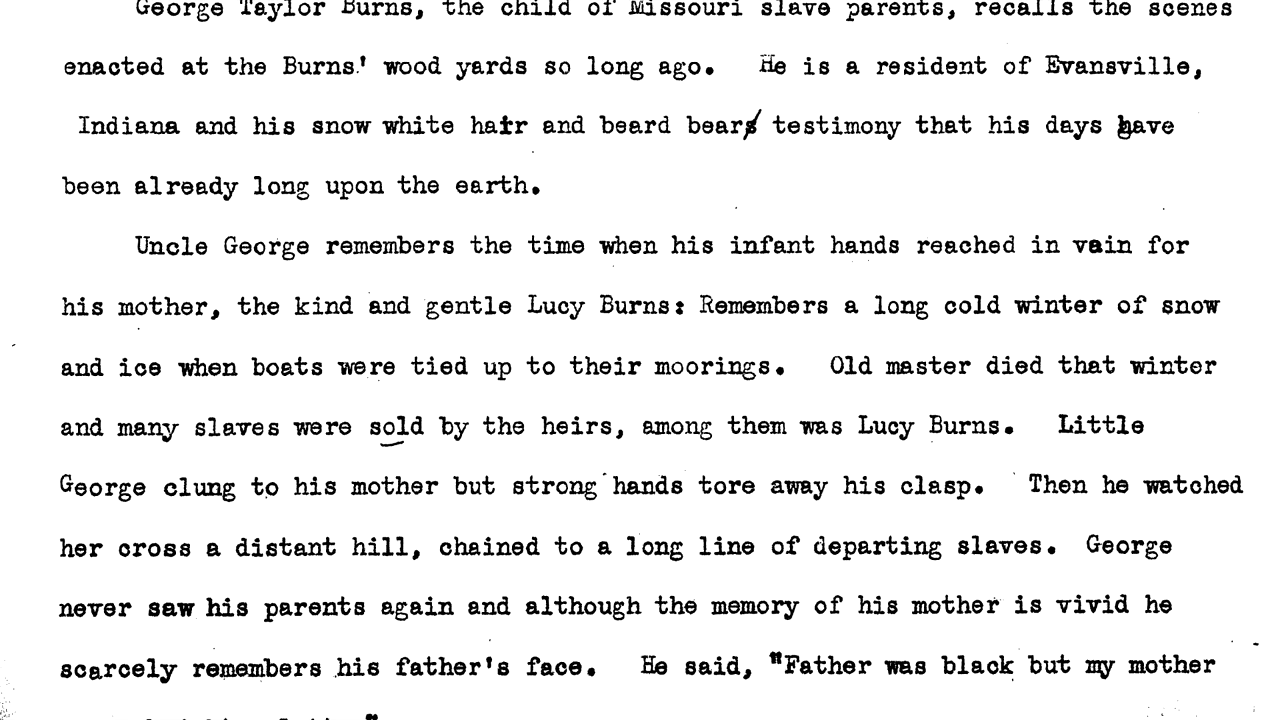 George Taylor Burns, the child of Missouri slave parents, recalls the scenes
enacted at the Burns' wood yards so long ago. He is a resident of Evansville,
Indiana and his snow white hair and beard bears testimony that his days have
been already long upon the earth.
Uncle George remembers the time when his infant hands reached in vain for
his mother, the kind and gentle Lucy Burns: Remembers a long cold winter of snow
and ice when boats were tied up to their moorings. Old master died that winter
and many slaves were sold by the heirs, among them was Lucy Burns. Little
George clung to his mother but strong hands tore away his clasp. Then he watched
her cross a distant hill, chained to a long line of departing slaves. George
never saw his parents again and although the memory of his mother is vivid he
scarcely remembers his father's face. He said, "Father was black but my mother